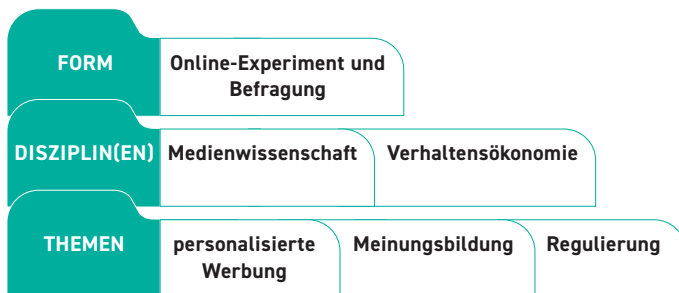 FORM
Online-Experiment und
Befragung
DISZIPLIN(EN)
Medienwissenschaft
Verhaltensökonomie
THEMEN
personalisierte
Werbung
Meinungsbildung
Regulierung